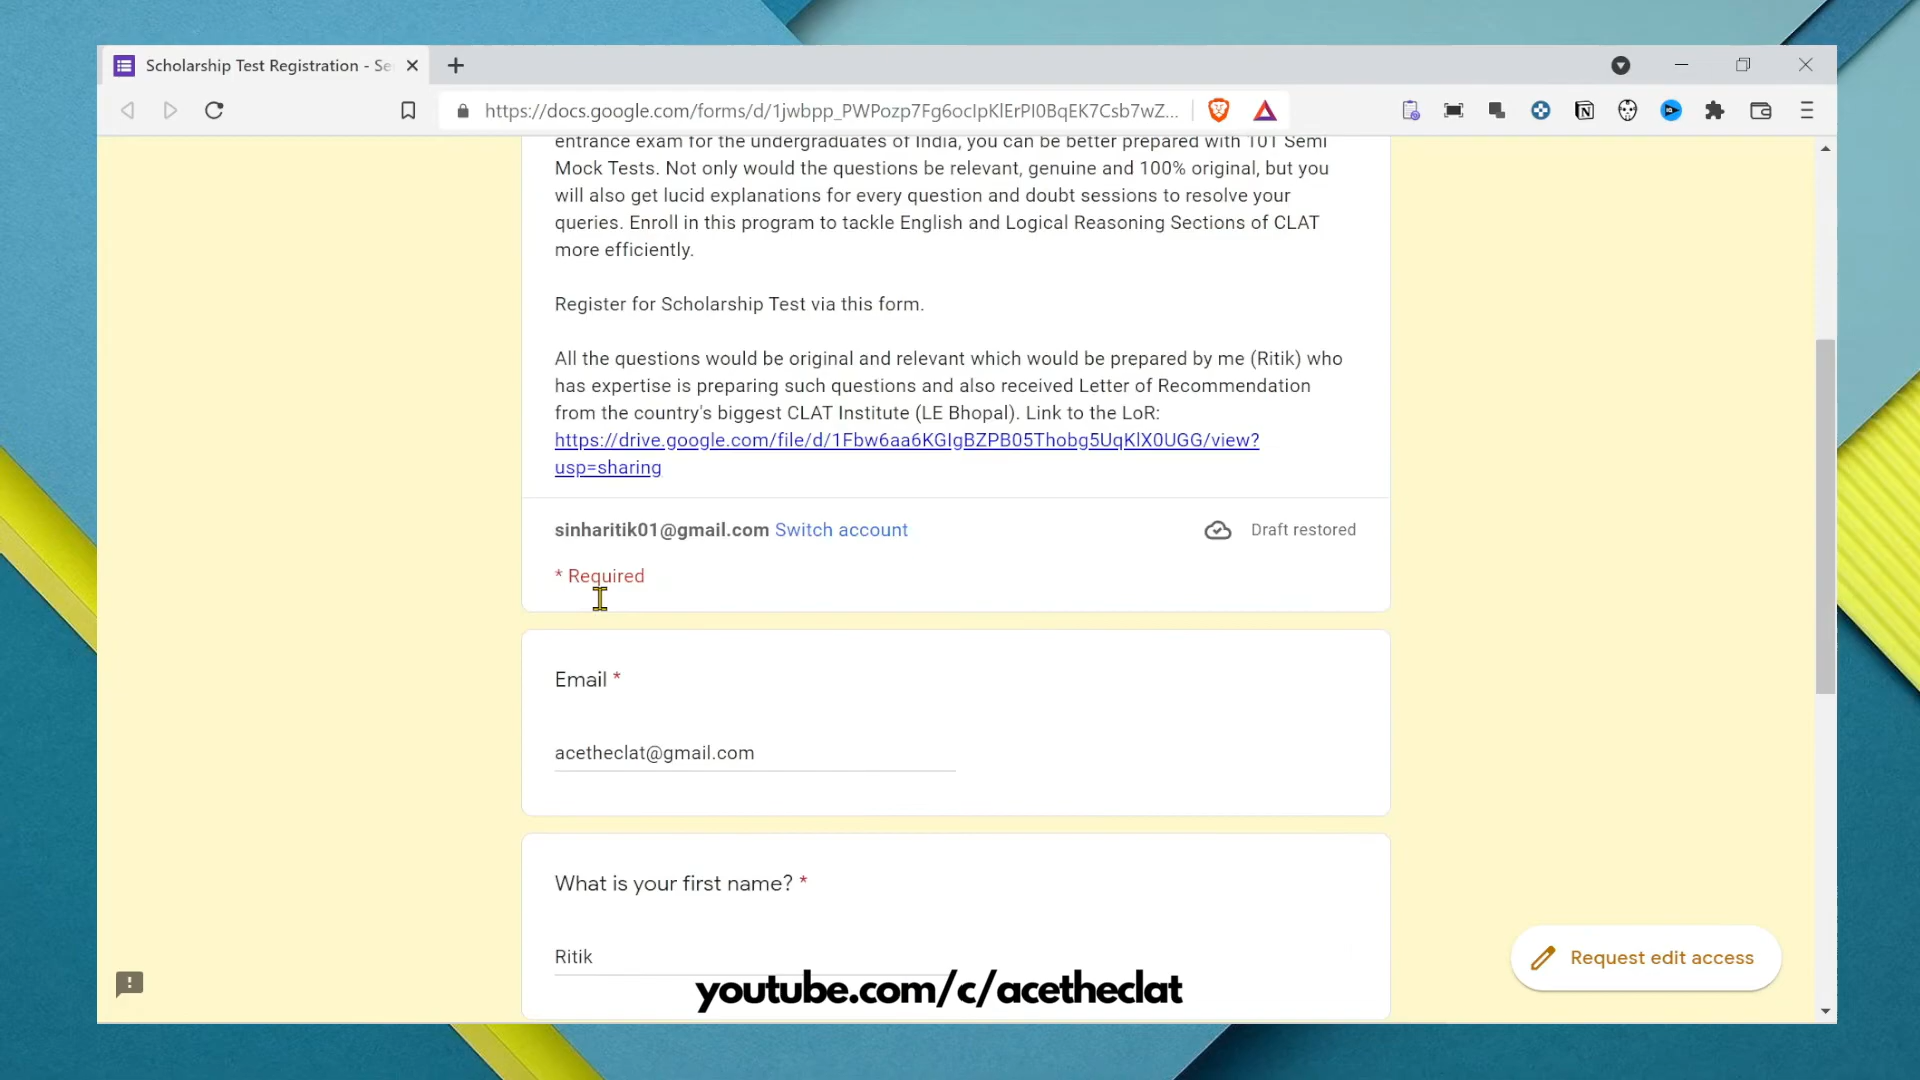 Scholarship Test Registration - Se
https://docs.google.com/forms/d/1jwbpp_PWPozp7Fg6ocIpKlErPI0BqEK7Csb7wZ...
entrance exam for the undergraduates of India, you can be better prepared with 101 Semi
Mock Tests. Not only would the questions be relevant, genuine and 100% original, but you
will also get lucid explanations for every question and doubt sessions to resolve your
queries. Enroll in this program to tackle English and Logical Reasoning Sections of CLAT
more efficiently.
Register for Scholarship Test via this form.
All the questions would be original and relevant which would be prepared by me (Ritik) who
has expertise is preparing such questions and also received Letter of Recommendation
from the country's biggest CLAT Institute (LE Bhopal). Link to the LoR:
https://drive.google.com/file/d/1Fbw6aa6KGIgBZPB05Thobg5UqKlX0UGG/view?
usp=sharing
sinharitik01@gmail.com Switch account
Draft restored
* Required
Email *
acetheclat@gmail.com
What is your first name? *
Ritik
Request edit access
youtube.com/c/acetheclat